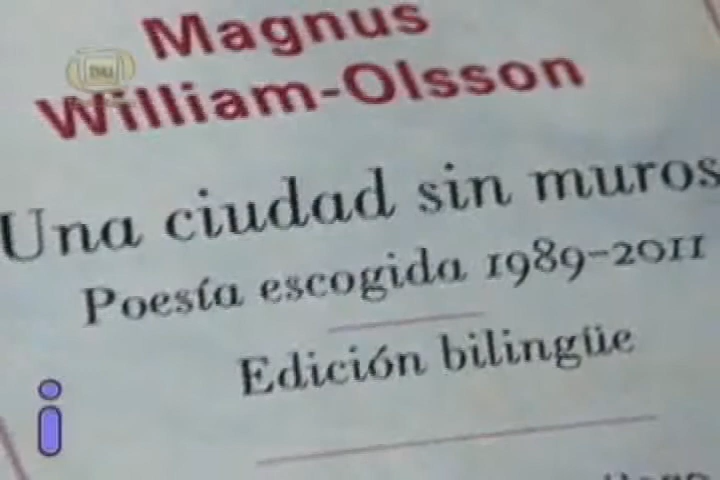 Magnus
William-Olsson
Una ciudad sin muros
Poesía escogida 1989-2011
Edición bilingüe